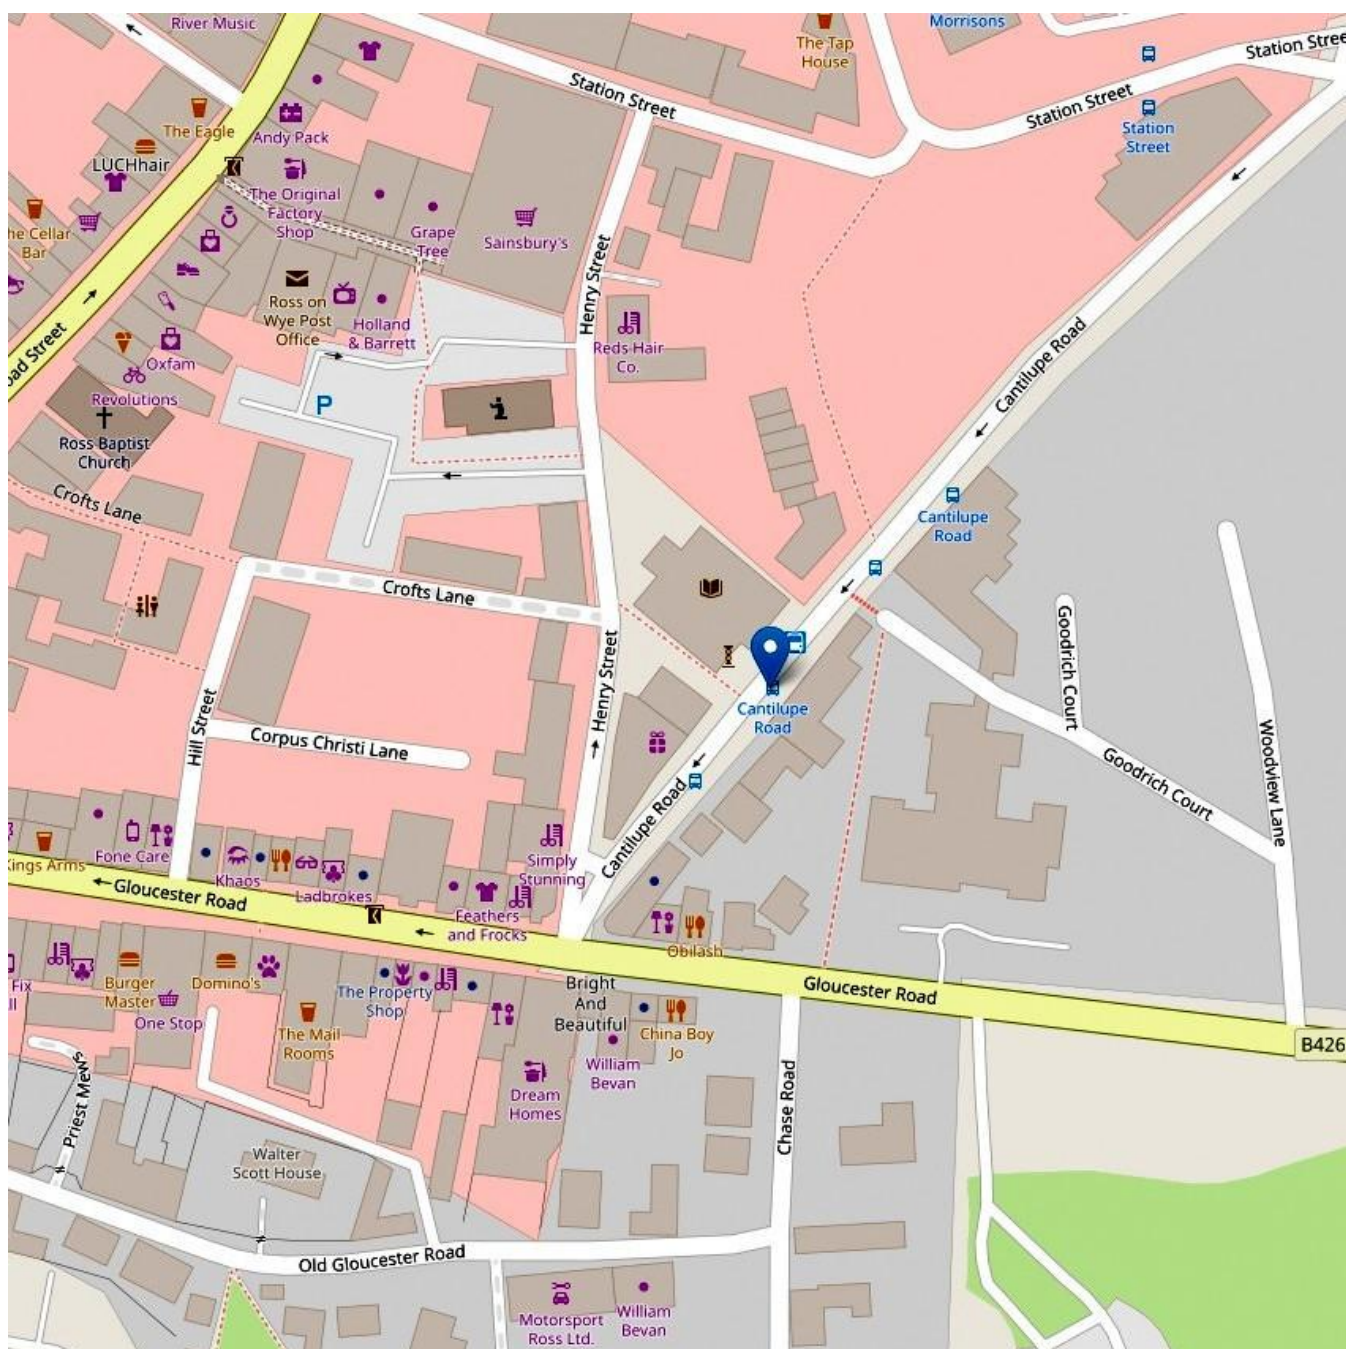 River Music
Morrisons
The Tap
House
Station Street
Station Street
Station Stree
Station
Street
The Eagle
Andy Pack
LUCHhair
The Original
Factory
Shop
Grape
Tree
Sainsbury's
he Cellar
Bar
Henry Street
Ross on
Wye Post
Office
Holland
& Barrett
Reds Hair
Co.
Cantilupe Road
oad Street
Oxfam
Revolutions
P
Ross Baptist
Church
Crofts Lane
Cantilupe
Road
Crofts Lane
Goodrich Court
Henry Street
Hill Street
Cantilupe
Road
Corpus Christi Lane
Goodrich Court
Woodview Lane
Cantilupe Road
Kings Arms
Fone Care
Simply
Stunning
Khaos
Ladbrokes
Gloucester Road
Feathers
and Frocks
Obilash
Fix
ll
Burger
Master
Domino's
One Stop
The Property
Shop
Bright
And
Beautiful
Gloucester Road
The Mail
Rooms
China Boy
Jo
B426
William
Bevan
Priest Mews
Dream
Homes
Chase Road
Walter
Scott House
Old Gloucester Road
Motorsport
Ross Ltd.
William
Bevan